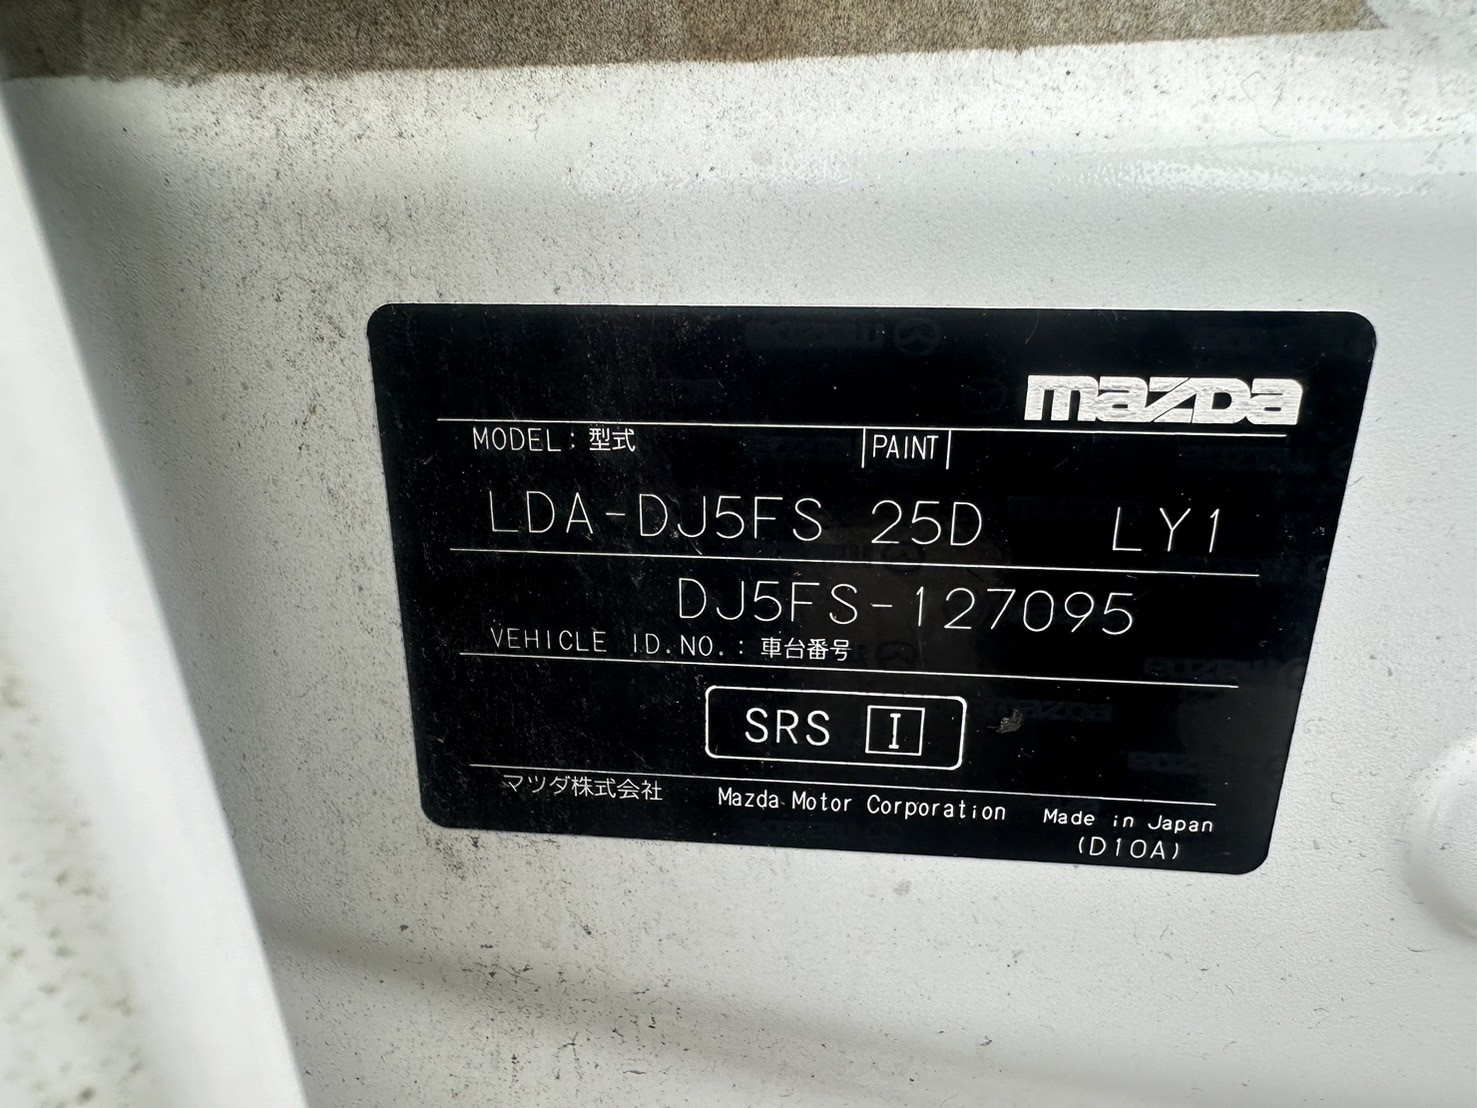 mazda
MODEL: 型式 PAINT
LDA-DJ5FS 25D LY1
DJ5FS-127095
VEHICLE ID.NO.: 車台番号
SRS I
マツダ株式会社 Mazda Motor Corporation Made in Japan
(D10A)